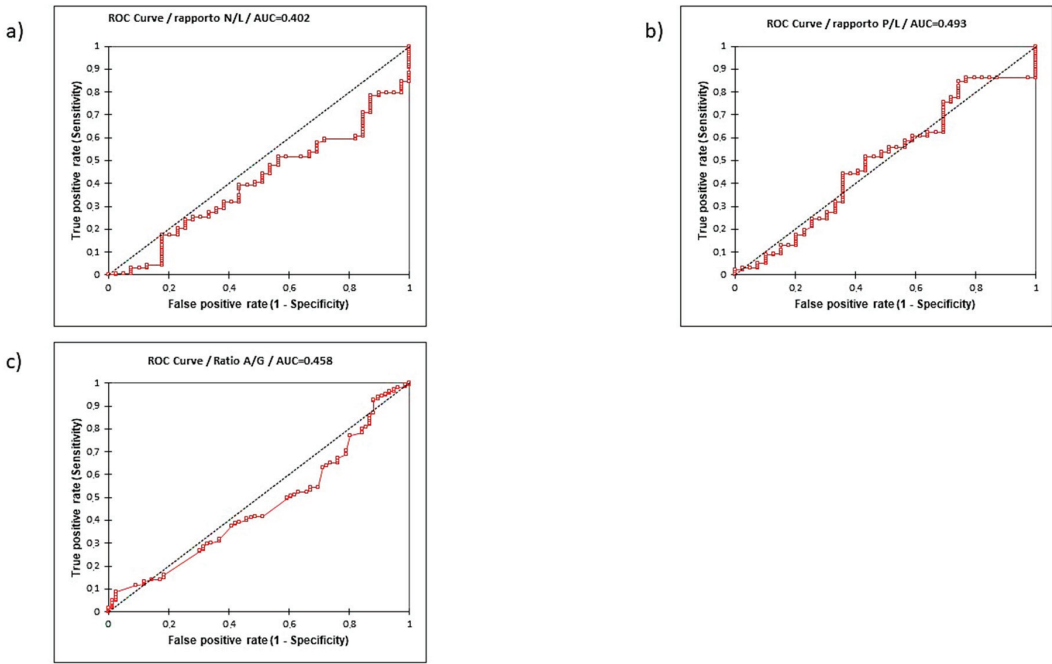 a)
ROC Curve / rapporto N/L / AUC=0.402
True positive rate (Sensitivity)
1
0,9
0,8
0,7
0,6
0,5
0,4
0,3
0,2
0,1
0
0 0,2 0,4 0,6 0,8 1
False positive rate (1 - Specificity)
b)
ROC Curve / rapporto P/L / AUC=0.493
True positive rate (Sensitivity)
1
0,9
0,8
0,7
0,6
0,5
0,4
0,3
0,2
0,1
0
0 0,2 0,4 0,6 0,8 1
False positive rate (1 - Specificity)
c)
ROC Curve / Ratio A/G / AUC=0.458
True positive rate (Sensitivity)
1
0,9
0,8
0,7
0,6
0,5
0,4
0,3
0,2
0,1
0
0 0,2 0,4 0,6 0,8 1
False positive rate (1 - Specificity)